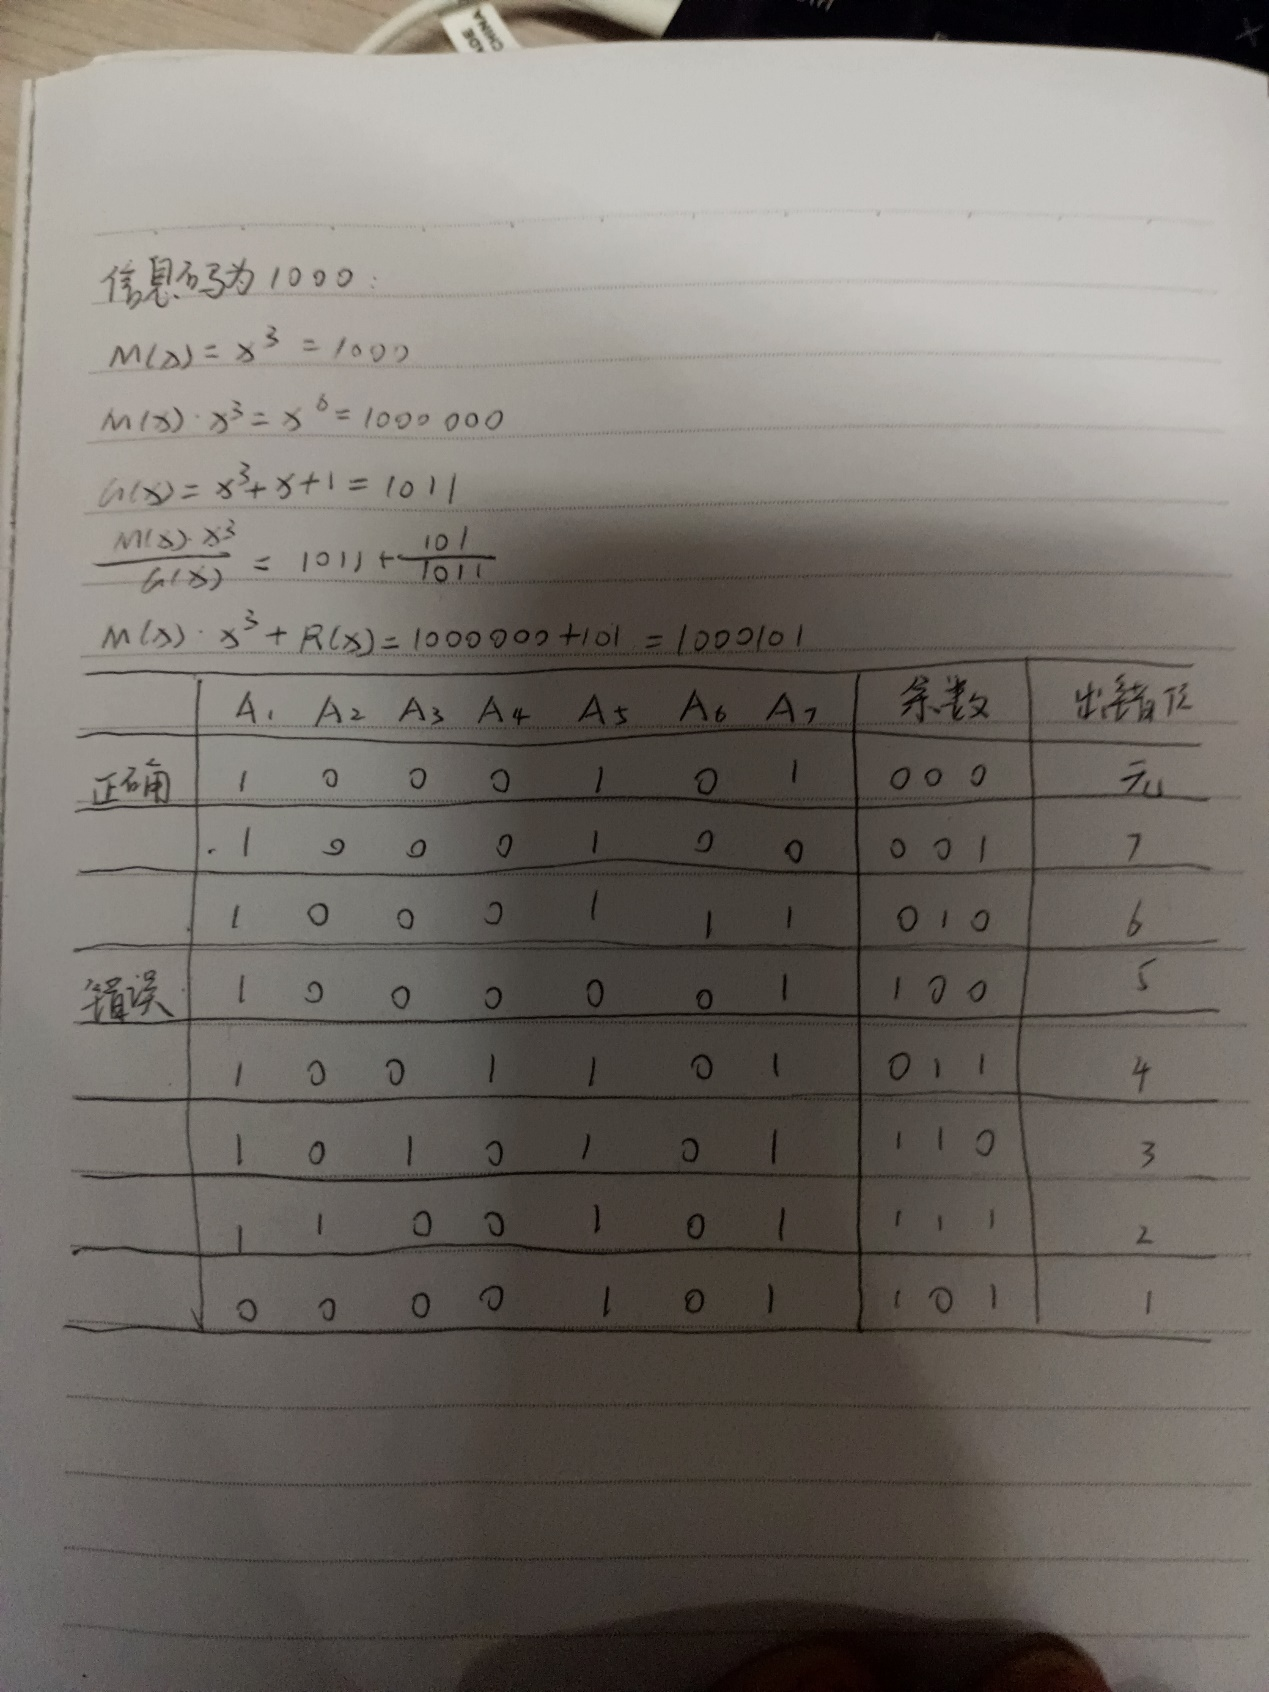 MADE
CHINA
信息码为1000:
M(x)=x³=1000
M(x)·x³=x⁶=1000000
G(x)=x³+x+1=1011
M(x)·x³/G(x) = 1011+101/1011
M(x)·x³+R(x)=1000000+101=1000101
A₁ A₂ A₃ A₄ A₅ A₆ A₇ 余数 出错位
正确 1 0 0 0 1 0 1 000 无
1 0 0 0 1 0 0 001 7
1 0 0 0 1 1 1 010 6
错误 1 0 0 0 0 0 1 100 5
1 0 0 1 1 0 1 011 4
1 0 1 0 1 0 1 110 3
1 1 0 0 1 0 1 111 2
0 0 0 0 1 0 1 101 1